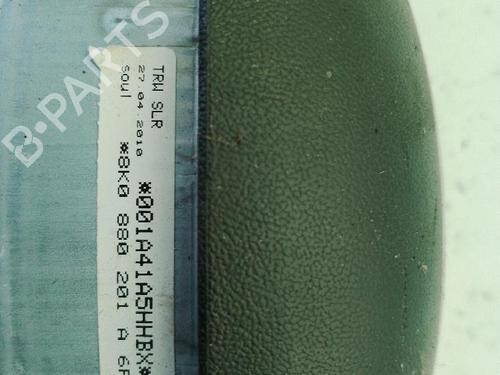 TRW SLR
27.04.2010
soul
*001A41A5HHBX*
*8K0 880 201 A 6P
B-PARTS